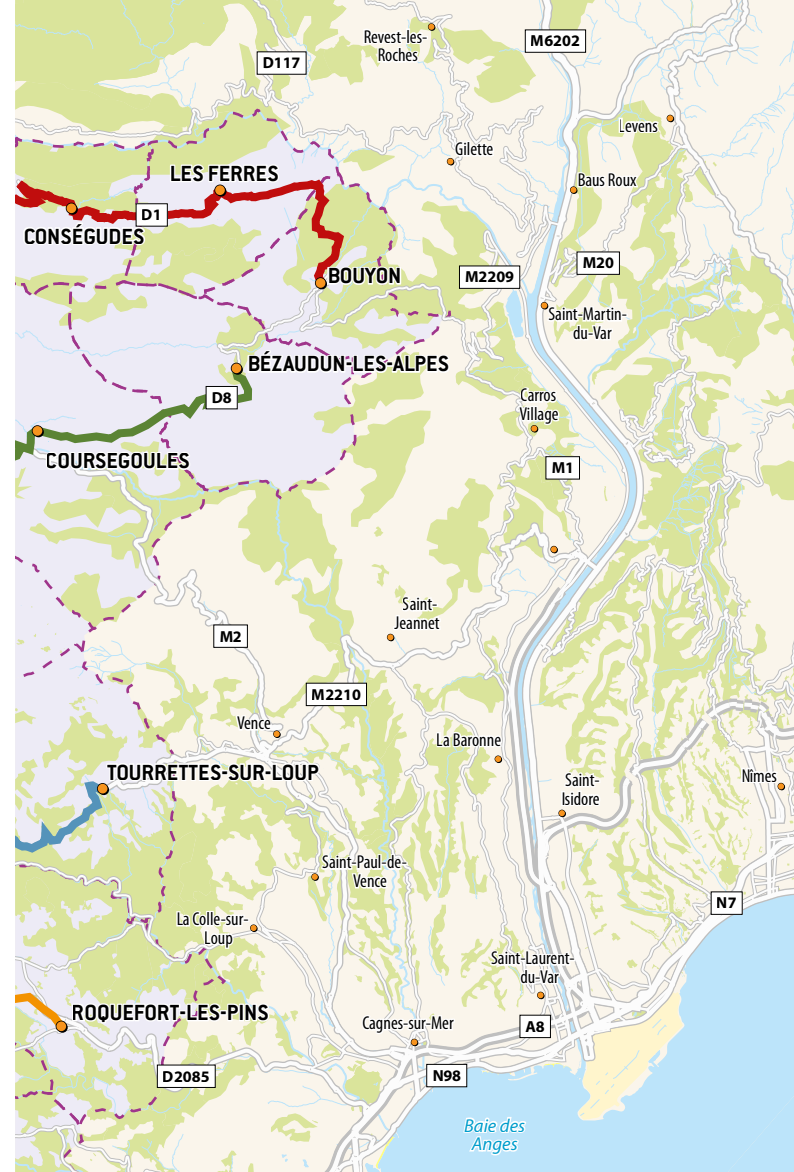 Revest-les-
Roches
M6202
D117
Levens
Gilette
LES FERRES
Baus Roux
D1
CONSÉGUDES
M20
BOUYON
M2209
Saint-Martin-
du-Var
BÉZAUDUN-LES-ALPES
D8
Carros
Village
COURSEGOULES
M1
Saint-
Jeannet
M2
M2210
Vence
La Baronne
TOURRETTES-SUR-LOUP
Saint-
Isidore
Nîmes
Saint-Paul-de-
Vence
N7
La Colle-sur-
Loup
Saint-Laurent-
du-Var
ROQUEFORT-LES-PINS
Cagnes-sur-Mer
A8
D2085
N98
Baie des
Anges